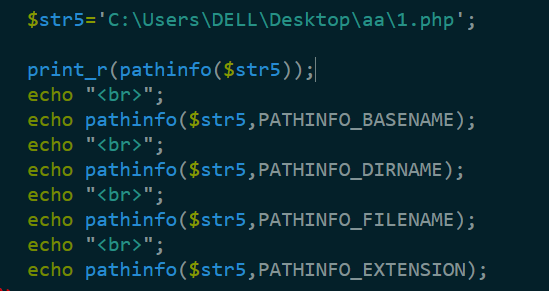 $str5='C:\Users\DELL\Desktop\aa\1.php';
print_r(pathinfo($str5));
echo "<br>";
echo pathinfo($str5,PATHINFO_BASENAME);
echo "<br>";
echo pathinfo($str5,PATHINFO_DIRNAME);
echo "<br>";
echo pathinfo($str5,PATHINFO_FILENAME);
echo "<br>";
echo pathinfo($str5,PATHINFO_EXTENSION);